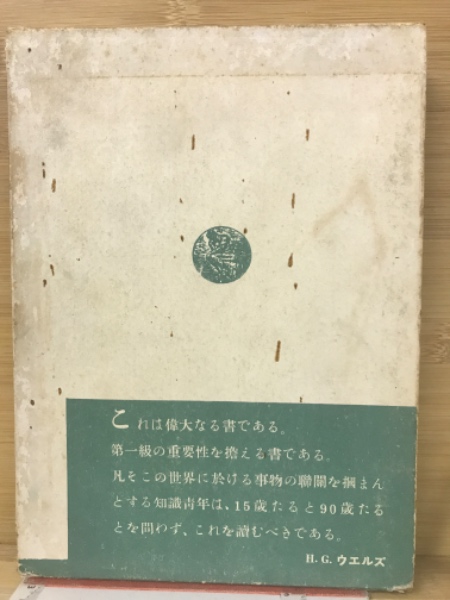 これは偉大なる書である。
第一級の重要性を擔える書である。
凡そこの世界に於ける事物の聯關を摑まん
とする知識靑年は、15歳たると90歳たる
とを問わず、これを讀むべきである。
H. G. ウエルズ